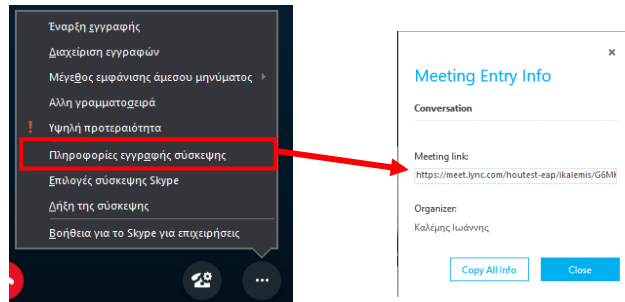 Έναρξη εγγραφής
Διαχείριση εγγραφών
Μέγεθος εμφάνισης άμεσου μηνύματος
Άλλη γραμματοσειρά
! Υψηλή προτεραιότητα
Πληροφορίες εγγραφής σύσκεψης
Επιλογές σύσκεψης Skype
Λήξη της σύσκεψης
Βοήθεια για το Skype για επιχειρήσεις
Meeting Entry Info
Conversation
Meeting link:
https://meet.lync.com/houtest-eap/ikalemis/G6M
Organizer:
Καλέμης Ιωάννης
Copy All Info
Close